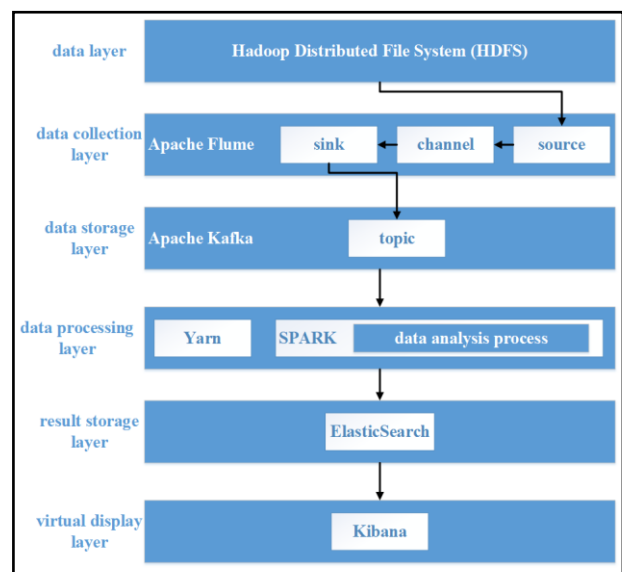 data layer
Hadoop Distributed File System (HDFS)
data collection
layer
Apache Flume
sink
channel
source
data storage
layer
Apache Kafka
topic
data processing
layer
Yarn
SPARK
data analysis process
result storage
layer
ElasticSearch
virtual display
layer
Kibana